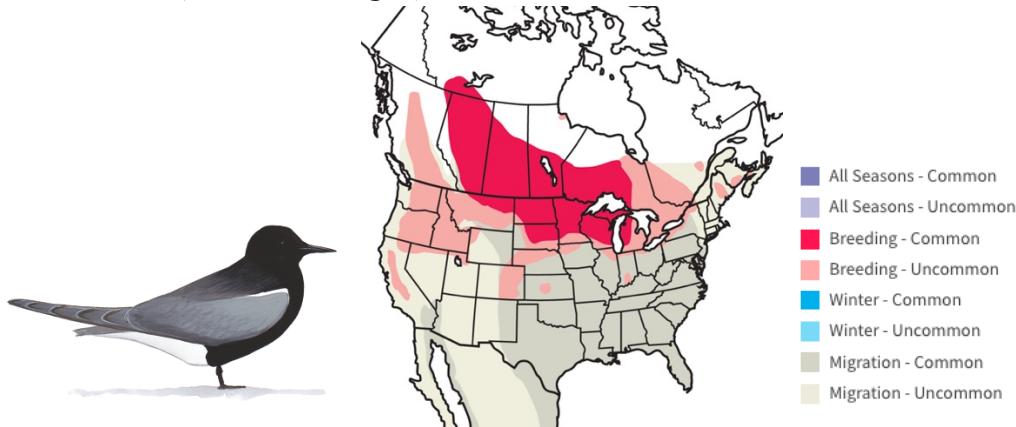 All Seasons - Common
All Seasons - Uncommon
Breeding - Common
Breeding - Uncommon
Winter - Common
Winter - Uncommon
Migration - Common
Migration - Uncommon